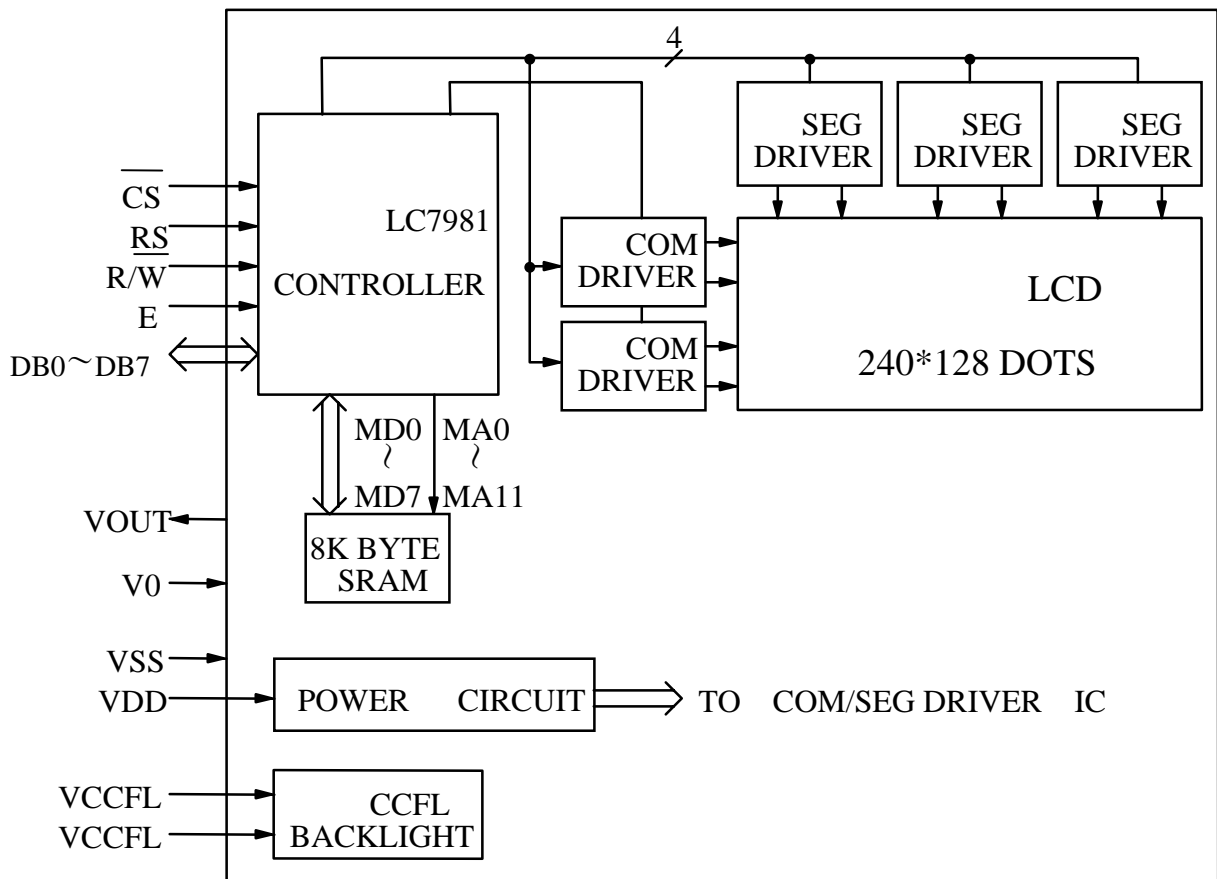 4
SEG
DRIVER
SEG
DRIVER
SEG
DRIVER
C̅S̅
RS
R/W̅
E
DB0～DB7
LC7981
CONTROLLER
COM
DRIVER
COM
DRIVER
LCD
240*128 DOTS
MD0
～
MD7
MA0
～
MA11
8K BYTE
SRAM
VOUT
V0
VSS
VDD
POWER CIRCUIT
TO COM/SEG DRIVER IC
VCCFL
VCCFL
CCFL
BACKLIGHT